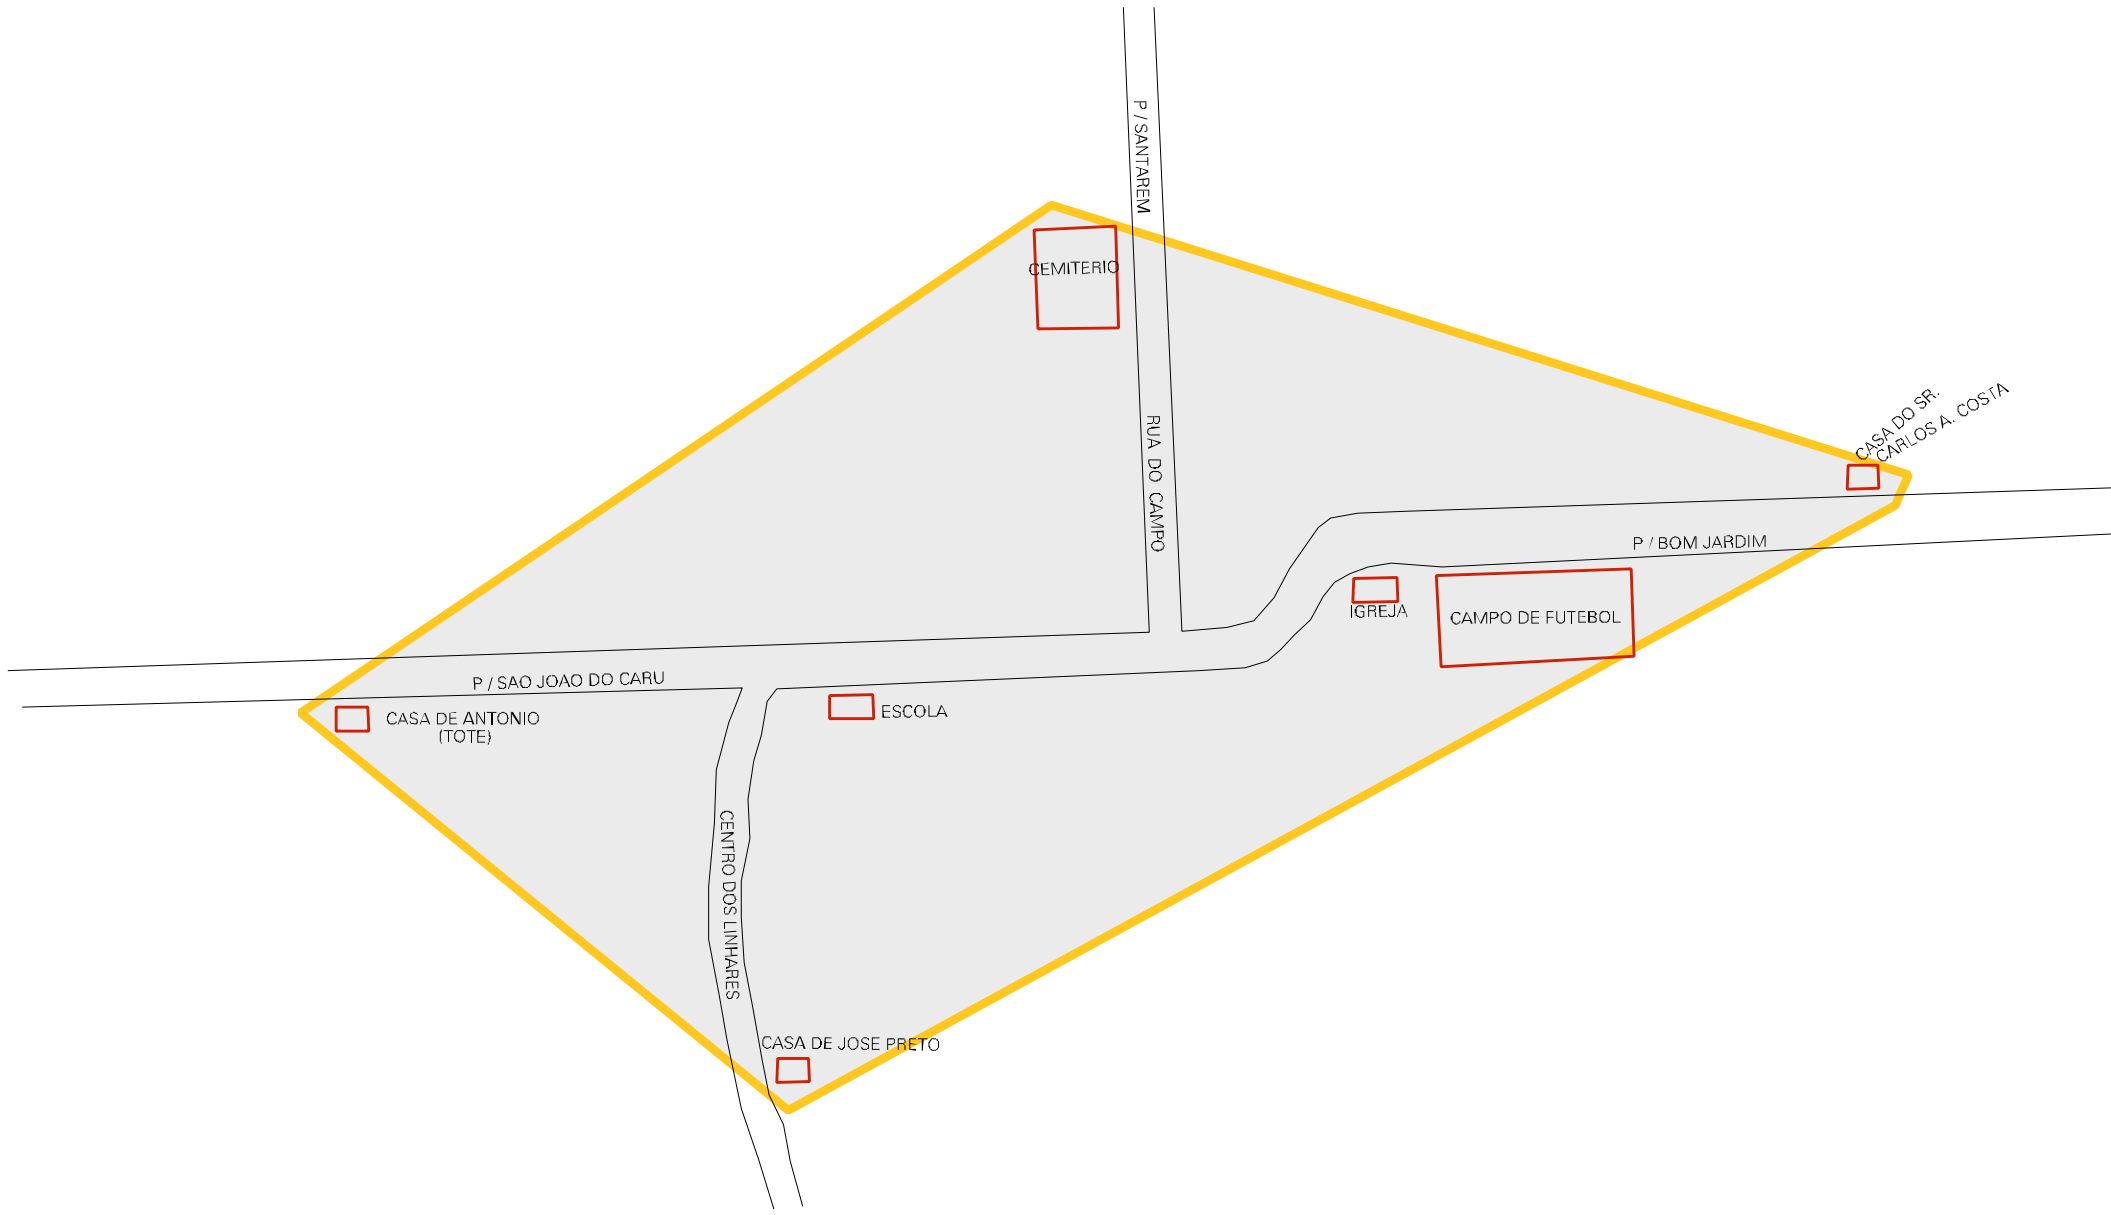 P / SANTAREM
CEMITERIO
CASA DO SR.
CARLOS A. COSTA
RUA DO CAMPO
P / BOM JARDIM
IGREJA
CAMPO DE FUTEBOL
P / SAO JOAO DO CARU
CASA DE ANTONIO
(TOTE)
ESCOLA
CENTRO DOS LINHARES
CASA DE JOSE PRETO